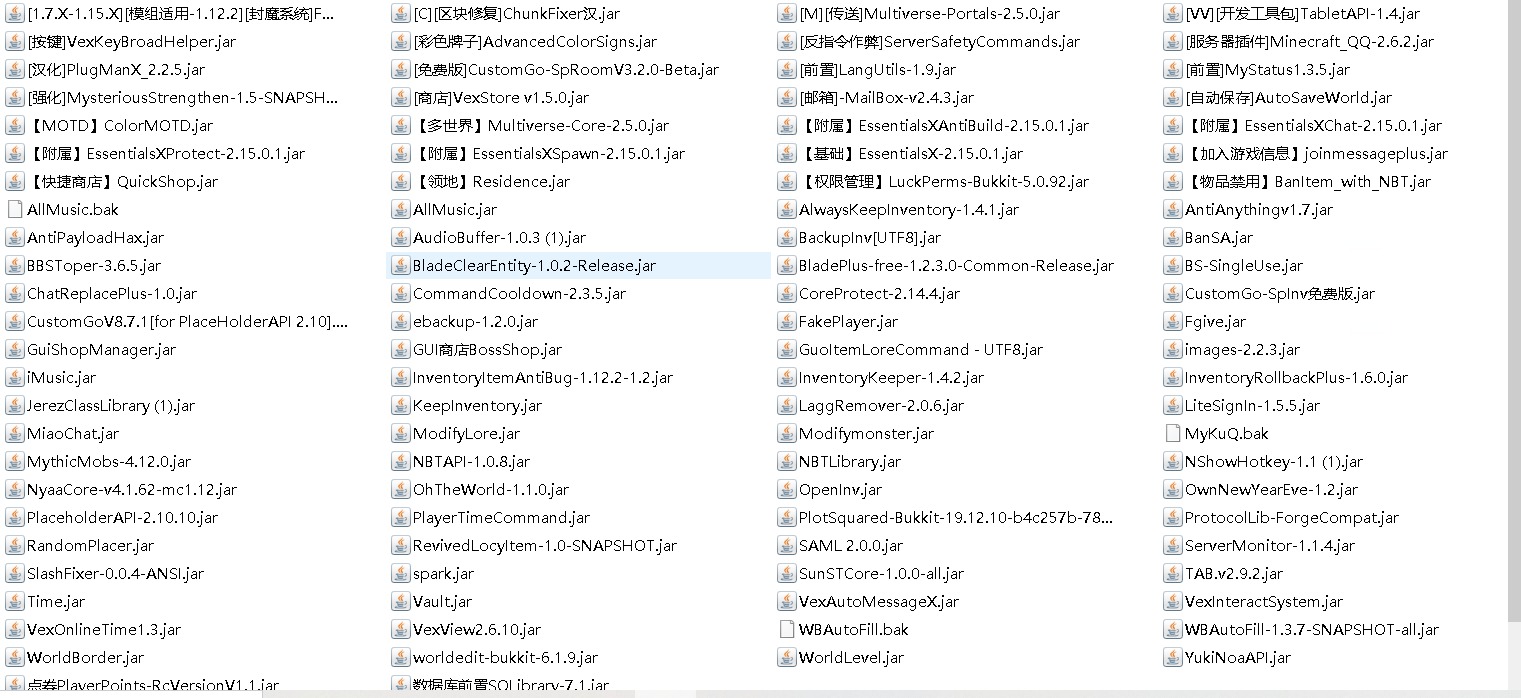 [1.7.X-1.15.X][模组适用-1.12.2][封魔系统]F... [C][区块修复]ChunkFixer汉.jar [M][传送]Multiverse-Portals-2.5.0.jar [VV][开发工具包]TabletAPI-1.4.jar
[按键]VexKeyBroadHelper.jar [彩色牌子]AdvancedColorSigns.jar [反指令作弊]ServerSafetyCommands.jar [服务器插件]Minecraft_QQ-2.6.2.jar
[汉化]PlugManX_2.2.5.jar [免费版]CustomGo-SpRoomV3.2.0-Beta.jar [前置]LangUtils-1.9.jar [前置]MyStatus1.3.5.jar
[强化]MysteriousStrengthen-1.5-SNAPSH... [商店]VexStore v1.5.0.jar [邮箱]-MailBox-v2.4.3.jar [自动保存]AutoSaveWorld.jar
【MOTD】ColorMOTD.jar 【多世界】Multiverse-Core-2.5.0.jar 【附属】EssentialsXAntiBuild-2.15.0.1.jar 【附属】EssentialsXChat-2.15.0.1.jar
【附属】EssentialsXProtect-2.15.0.1.jar 【附属】EssentialsXSpawn-2.15.0.1.jar 【基础】EssentialsX-2.15.0.1.jar 【加入游戏信息】joinmessageplus.jar
【快捷商店】QuickShop.jar 【领地】Residence.jar 【权限管理】LuckPerms-Bukkit-5.0.92.jar 【物品禁用】BanItem_with_NBT.jar
AllMusic.bak AllMusic.jar AlwaysKeepInventory-1.4.1.jar AntiAnythingv1.7.jar
AntiPayloadHax.jar AudioBuffer-1.0.3 (1).jar BackupInv[UTF8].jar BanSA.jar
BBSToper-3.6.5.jar BladeClearEntity-1.0.2-Release.jar BladePlus-free-1.2.3.0-Common-Release.jar BS-SingleUse.jar
ChatReplacePlus-1.0.jar CommandCooldown-2.3.5.jar CoreProtect-2.14.4.jar CustomGo-SpInv免费版.jar
CustomGoV8.7.1[for PlaceHolderAPI 2.10].... ebackup-1.2.0.jar FakePlayer.jar Fgive.jar
GuiShopManager.jar GUI商店BossShop.jar GuoItemLoreCommand - UTF8.jar images-2.2.3.jar
iMusic.jar InventoryItemAntiBug-1.12.2-1.2.jar InventoryKeeper-1.4.2.jar InventoryRollbackPlus-1.6.0.jar
JerezClassLibrary (1).jar KeepInventory.jar LaggRemover-2.0.6.jar LiteSignIn-1.5.5.jar
MiaoChat.jar ModifyLore.jar Modifymonster.jar MyKuQ.bak
MythicMobs-4.12.0.jar NBTAPI-1.0.8.jar NBTLibrary.jar NShowHotkey-1.1 (1).jar
NyaaCore-v4.1.62-mc1.12.jar OhTheWorld-1.1.0.jar OpenInv.jar OwnNewYearEve-1.2.jar
PlaceholderAPI-2.10.10.jar PlayerTimeCommand.jar PlotSquared-Bukkit-19.12.10-b4c257b-78... ProtocolLib-ForgeCompat.jar
RandomPlacer.jar RevivedLocyItem-1.0-SNAPSHOT.jar SAML 2.0.0.jar ServerMonitor-1.1.4.jar
SlashFixer-0.0.4-ANSI.jar spark.jar SunSTCore-1.0.0-all.jar TAB.v2.9.2.jar
Time.jar Vault.jar VexAutoMessageX.jar VexInteractSystem.jar
VexOnlineTime1.3.jar VexView2.6.10.jar WBAutoFill.bak WBAutoFill-1.3.7-SNAPSHOT-all.jar
WorldBorder.jar worldedit-bukkit-6.1.9.jar WorldLevel.jar YukiNoaAPI.jar
点券PlayerPoints-RcVersionV1.1.jar 数据库前置SQLibrary-7.1.jar